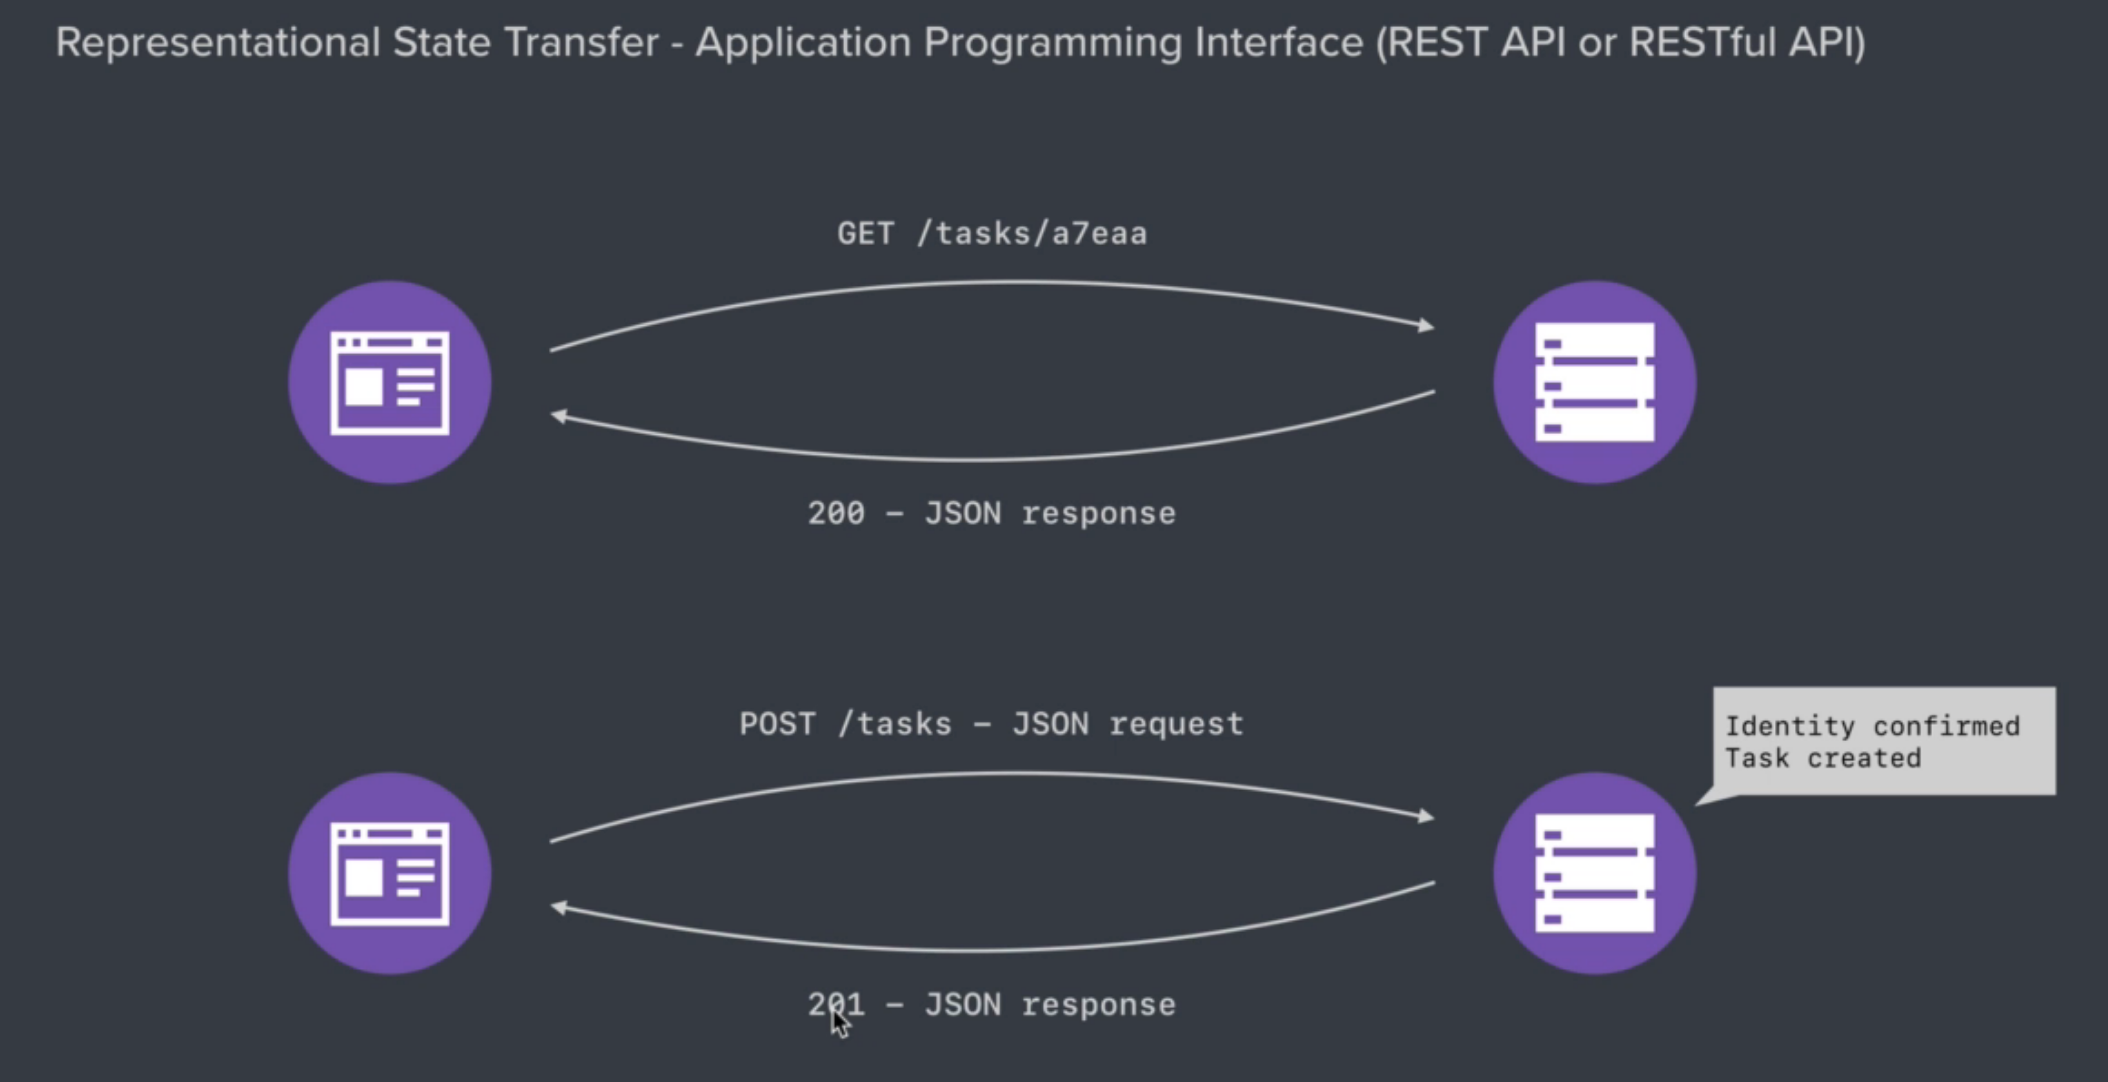 Representational State Transfer - Application Programming Interface (REST API or RESTful API)
GET /tasks/a7eaa
200 – JSON response
POST /tasks – JSON request
Identity confirmed
Task created
201 – JSON response